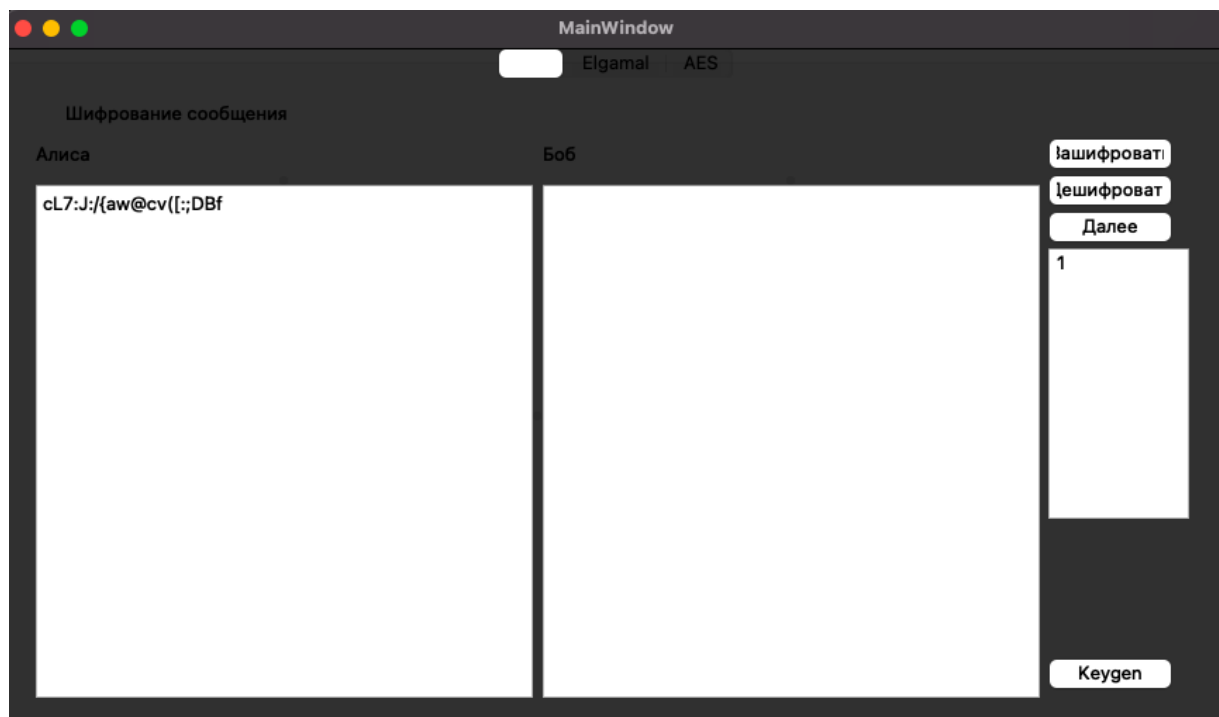 MainWindow
Elgamal AES
Шифрование сообщения
Алиса
Боб
cL7:J:/{aw@cv([:;DBf
Далее
1
Keygen